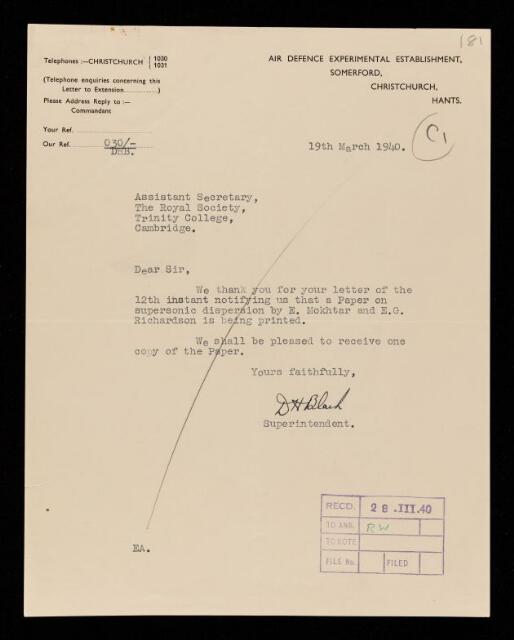 181
Telephones :—CHRISTCHURCH { 1030
1031
(Telephone enquiries concerning this
Letter to Extension..................)
Please Address Reply to :—
Commandant
Your Ref.
Our Ref. 030/-
DHB.
AIR DEFENCE EXPERIMENTAL ESTABLISHMENT,
SOMERFORD,
CHRISTCHURCH,
HANTS.
19th March 1940.
C1
Assistant Secretary,
The Royal Society,
Trinity College,
Cambridge.
Dear Sir,
We thank you for your letter of the
12th instant notifying us that a Paper on
supersonic dispersion by E. Mokhtar and E.G.
Richardson is being printed.
We shall be pleased to receive one
copy of the Paper.
Yours faithfully,
DHBlack
Superintendent.
EA.
RECD. 28.III.40
TO ANS. RW
TO NOTE
FILE No. FILED